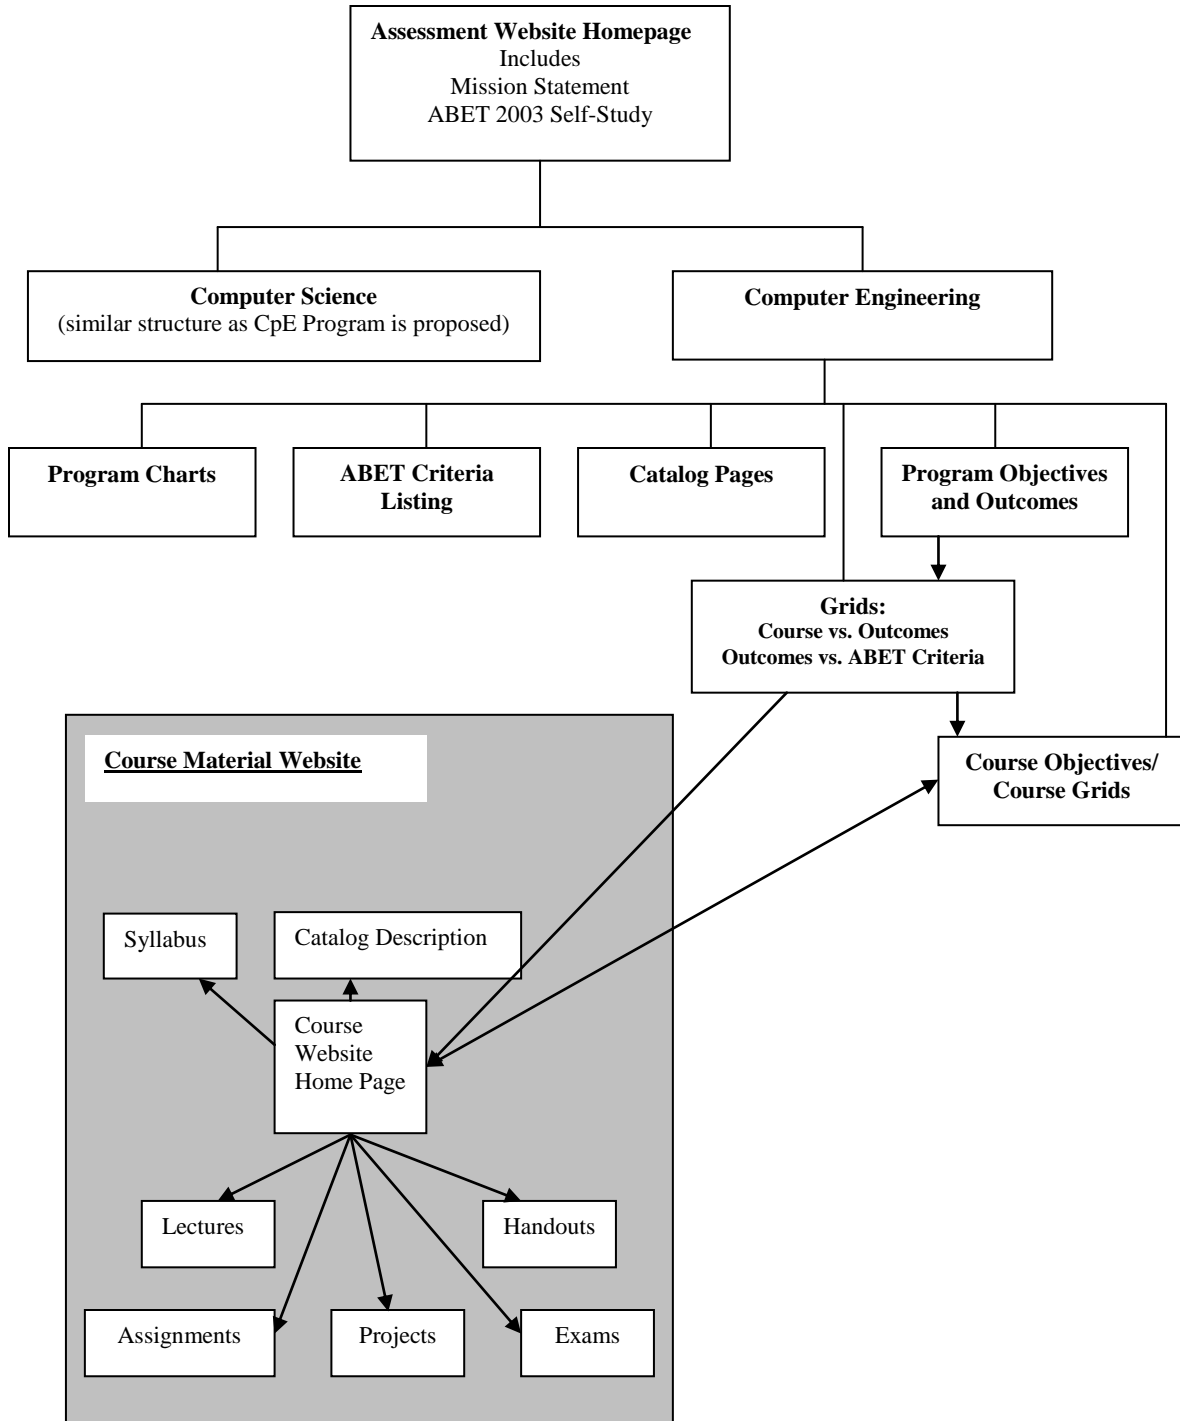 Assessment Website Homepage
Includes
Mission Statement
ABET 2003 Self-Study
Computer Science
(similar structure as CpE Program is proposed)
Computer Engineering
Program Charts
ABET Criteria
Listing
Catalog Pages
Program Objectives
and Outcomes
Grids:
Course vs. Outcomes
Outcomes vs. ABET Criteria
Course Material Website
Course Objectives/
Course Grids
Syllabus
Catalog Description
Course
Website
Home Page
Lectures
Handouts
Assignments
Projects
Exams